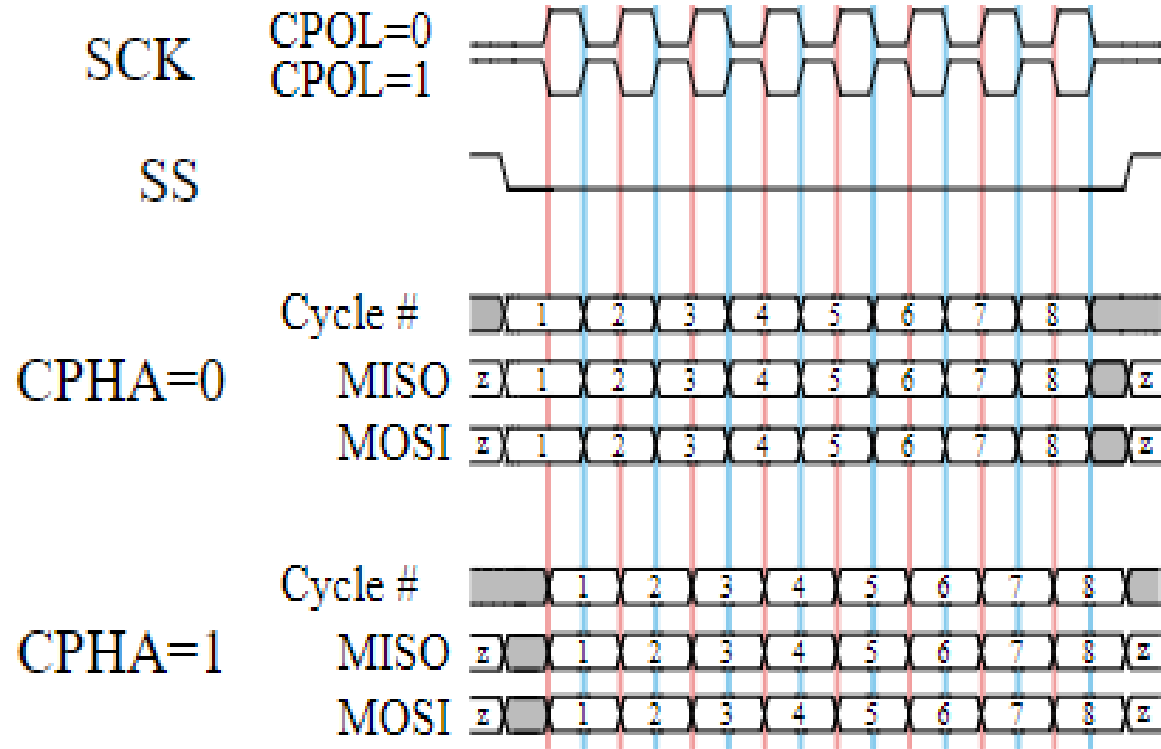 SCK CPOL=0
CPOL=1
SS
Cycle # 1 2 3 4 5 6 7 8
CPHA=0 MISO z 1 2 3 4 5 6 7 8 z
MOSI z 1 2 3 4 5 6 7 8 z
Cycle # 1 2 3 4 5 6 7 8
CPHA=1 MISO z 1 2 3 4 5 6 7 8 z
MOSI z 1 2 3 4 5 6 7 8 z